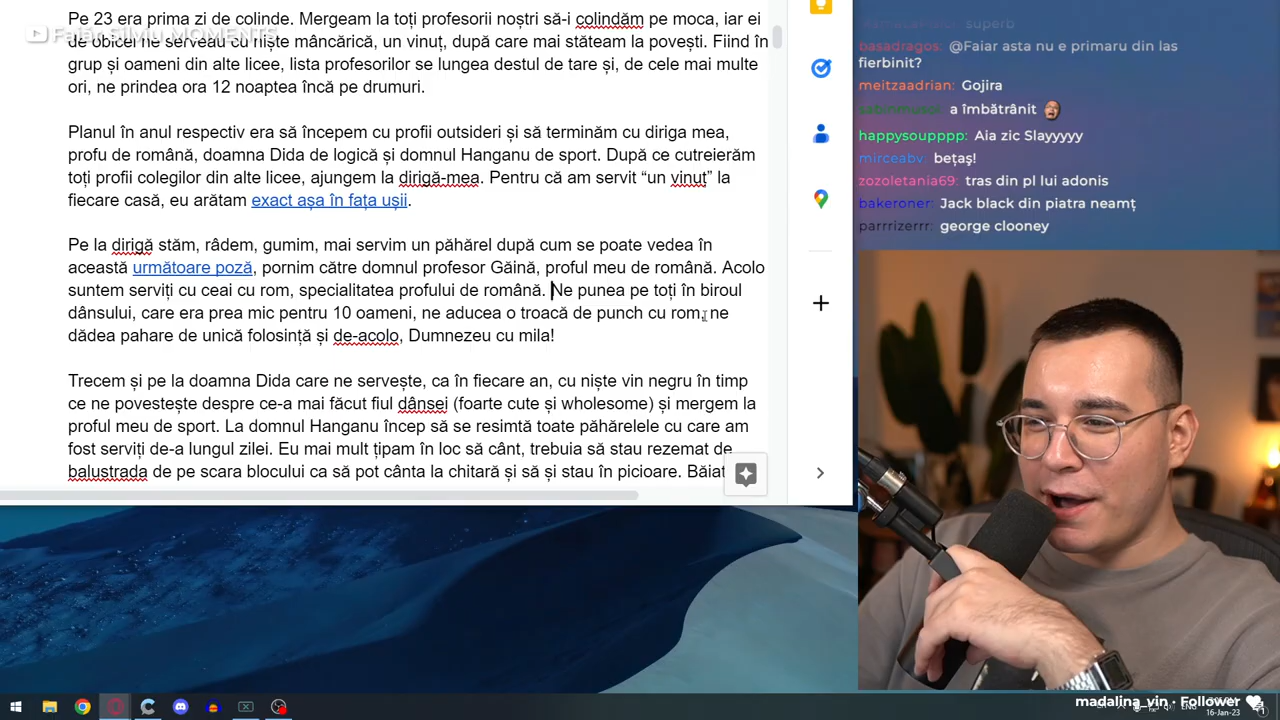 Pe 23 era prima zi de colinde. Mergeam la toți profesorii noștri să-i colindăm pe moca, iar ei
Faiăr Silviu MOMENTS
de obicei ne serveau cu niște mâncărică, un vinuț, după care mai stăteam la povești. Fiind în
grup și oameni din alte licee, lista profesorilor se lungea destul de tare și, de cele mai multe
ori, ne prindea ora 12 noaptea încă pe drumuri.
Planul în anul respectiv era să începem cu profii outsideri și să terminăm cu diriga mea,
profu de română, doamna Dida de logică și domnul Hanganu de sport. După ce cutreierăm
toți profii colegilor din alte licee, ajungem la dirigă-mea. Pentru că am servit “un vinuț” la
fiecare casă, eu arătam exact așa în fața ușii.
Pe la dirigă stăm, râdem, gumim, mai servim un păhărel după cum se poate vedea în
această următoare poză, pornim către domnul profesor Găină, proful meu de română. Acolo
suntem serviți cu ceai cu rom, specialitatea profului de română. Ne punea pe toți în biroul
dânsului, care era prea mic pentru 10 oameni, ne aducea o troacă de punch cu rom, ne
dădea pahare de unică folosință și de-acolo, Dumnezeu cu mila!
Trecem și pe la doamna Dida care ne servește, ca în fiecare an, cu niște vin negru în timp
ce ne povestește despre ce-a mai făcut fiul dânsei (foarte cute și wholesome) și mergem la
proful meu de sport. La domnul Hanganu încep să se resimtă toate păhărelele cu care am
fost serviți de-a lungul zilei. Eu mai mult țipam în loc să cânt, trebuia să stau rezemat de
balustrada de pe scara blocului ca să pot cânta la chitară și să și stau în picioare. Băiat
superb
basadragos: @Faiar asta nu e primaru din las
fierbinit?
meitzaadrian: Gojira
a îmbătrânit
happysoupppp: Aia zic Slayyyyy
mirceabv: bețaș!
zozoletania69: tras din pl lui adonis
bakeroner: Jack black din piatra neamț
parrrizerrr: george clooney
madalina_vin · Follower
ENG
16-Jan-23